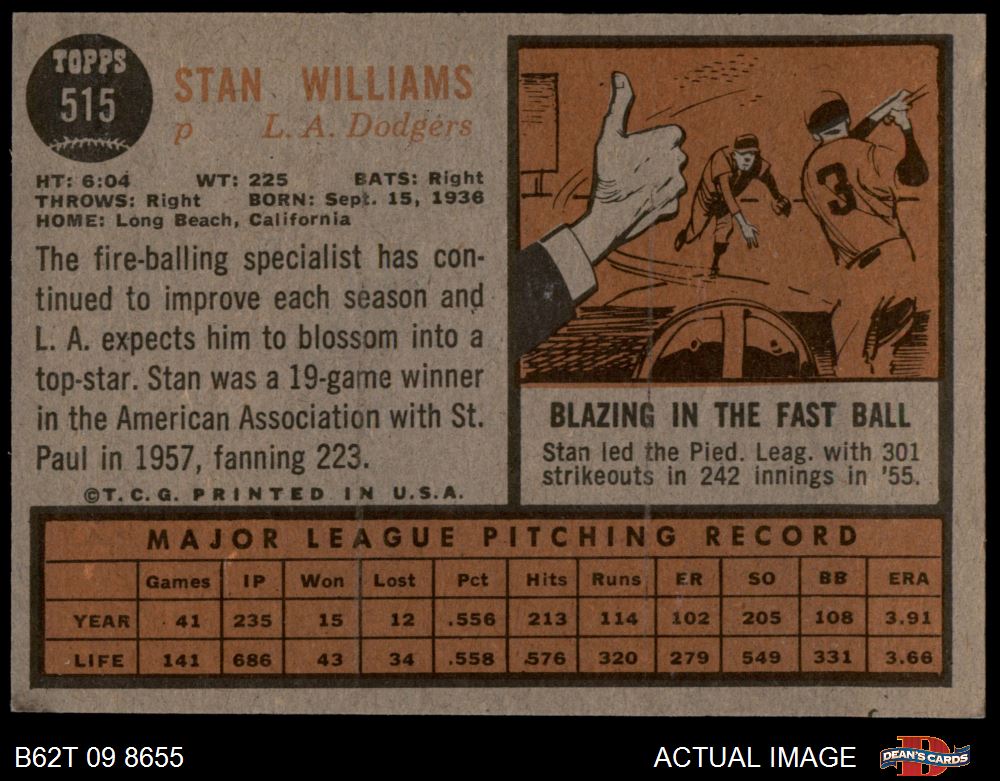 TOPPS
515
STAN WILLIAMS
p L. A. Dodgers
HT: 6:04 WT: 225 BATS: Right
THROWS: Right BORN: Sept. 15, 1936
HOME: Long Beach, California
The fire-balling specialist has con-
tinued to improve each season and
L. A. expects him to blossom into a
top-star. Stan was a 19-game winner
in the American Association with St.
Paul in 1957, fanning 223.
©T. C. G. PRINTED IN U.S.A.
3
BLAZING IN THE FAST BALL
Stan led the Pied. Leag. with 301
strikeouts in 242 innings in '55.
MAJOR LEAGUE PITCHING RECORD
Games IP Won Lost Pct Hits Runs ER SO BB ERA
YEAR 41 235 15 12 .556 213 114 102 205 108 3.91
LIFE 141 686 43 34 .558 576 320 279 549 331 3.66
B62T 09 8655
ACTUAL IMAGE
DEAN'S CARDS